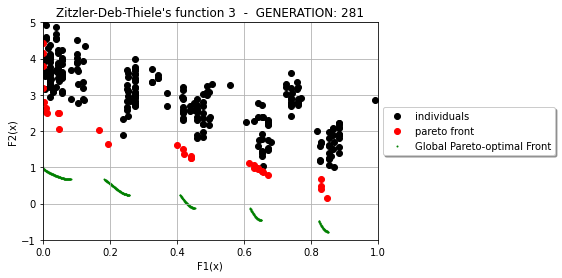 Zitzler-Deb-Thiele's function 3 - GENERATION: 281
5
4
3
2
1
0
−1
F2(x)
0.0 0.2 0.4 0.6 0.8 1.0
F1(x)
individuals
pareto front
Global Pareto-optimal Front